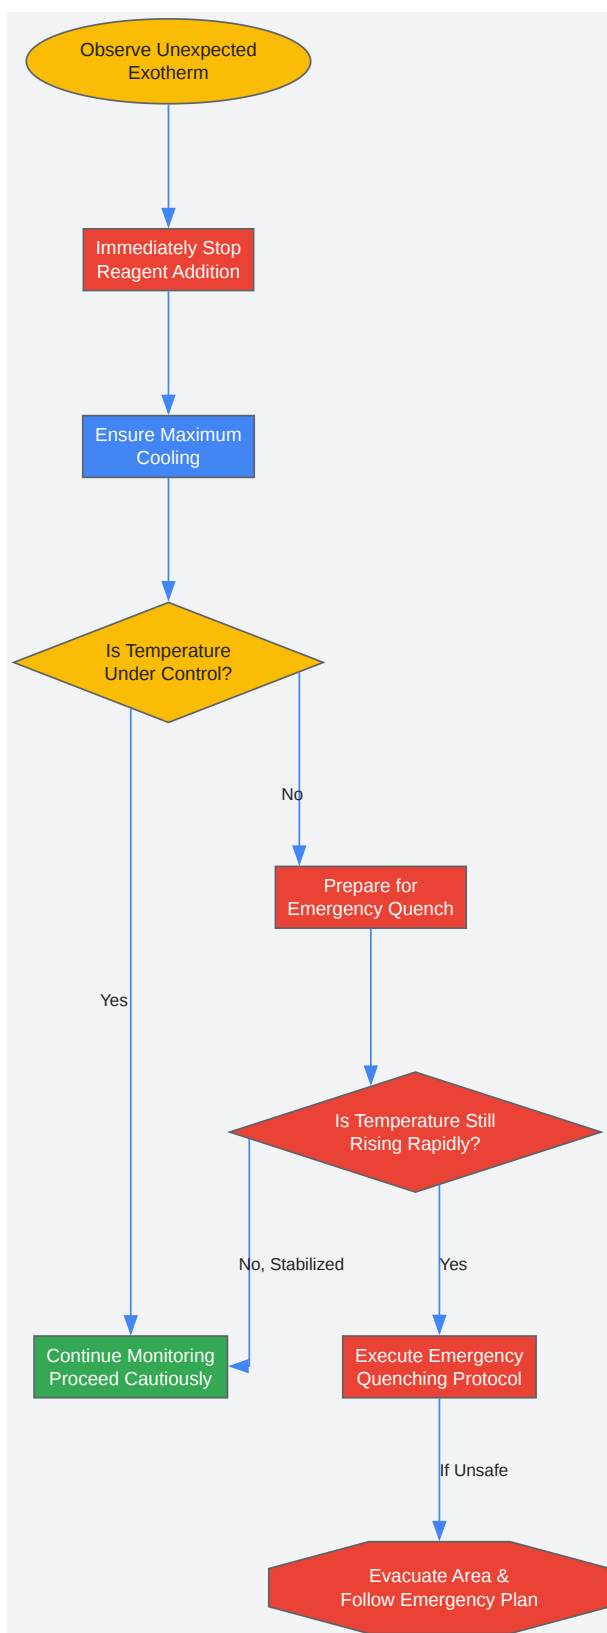 Observe Unexpected
Exotherm
Immediately Stop
Reagent Addition
Ensure Maximum
Cooling
Is Temperature
Under Control?
No
Prepare for
Emergency Quench
Yes
Is Temperature Still
Rising Rapidly?
No, Stabilized
Yes
Continue Monitoring
Proceed Cautiously
Execute Emergency
Quenching Protocol
If Unsafe
Evacuate Area &
Follow Emergency Plan